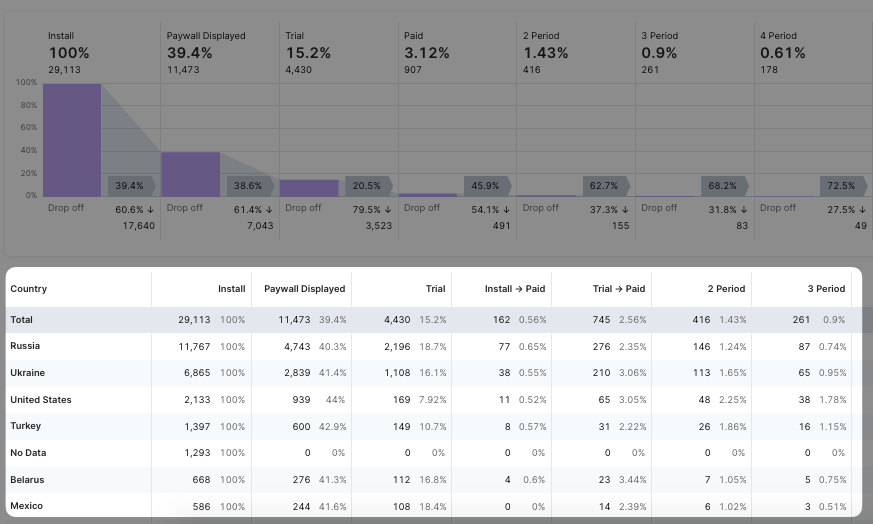 Install Paywall Displayed Trial Paid 2 Period 3 Period 4 Period
100% 39.4% 15.2% 3.12% 1.43% 0.9% 0.61%
29,113 11,473 4,430 907 416 261 178
100%
80%
60%
40%
20%
0%
39.4% 38.6% 20.5% 45.9% 62.7% 68.2% 72.5%
Drop off 60.6% ↓ Drop off 61.4% ↓ Drop off 79.5% ↓ Drop off 54.1% ↓ Drop off 37.3% ↓ Drop off 31.8% ↓ Drop off 27.5% ↓
17,640 7,043 3,523 491 155 83 49
Country Install Paywall Displayed Trial Install → Paid Trial → Paid 2 Period 3 Period
Total 29,113 100% 11,473 39.4% 4,430 15.2% 162 0.56% 745 2.56% 416 1.43% 261 0.9%
Russia 11,767 100% 4,743 40.3% 2,196 18.7% 77 0.65% 276 2.35% 146 1.24% 87 0.74%
Ukraine 6,865 100% 2,839 41.4% 1,108 16.1% 38 0.55% 210 3.06% 113 1.65% 65 0.95%
United States 2,133 100% 939 44% 169 7.92% 11 0.52% 65 3.05% 48 2.25% 38 1.78%
Turkey 1,397 100% 600 42.9% 149 10.7% 8 0.57% 31 2.22% 26 1.86% 16 1.15%
No Data 1,293 100% 0 0% 0 0% 0 0% 0 0% 0 0% 0 0%
Belarus 668 100% 276 41.3% 112 16.8% 4 0.6% 23 3.44% 7 1.05% 5 0.75%
Mexico 586 100% 244 41.6% 108 18.4% 0 0% 14 2.39% 6 1.02% 3 0.51%